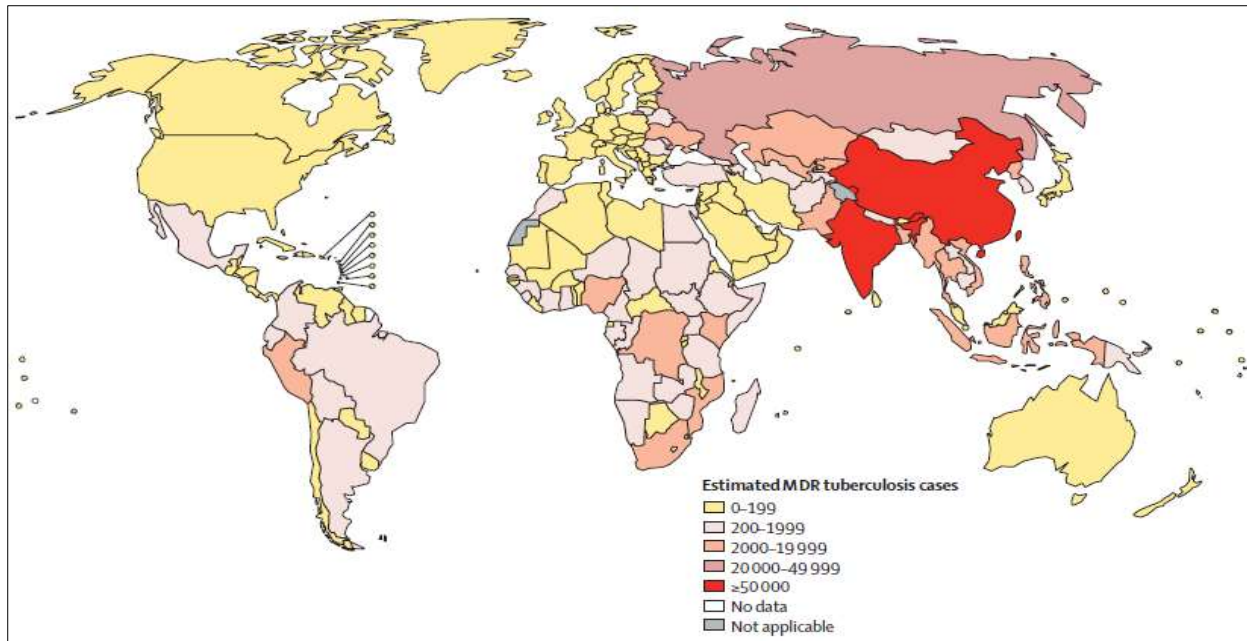 Estimated MDR tuberculosis cases
0–199
200–1999
2000–19 999
20 000–49 999
≥50 000
No data
Not applicable